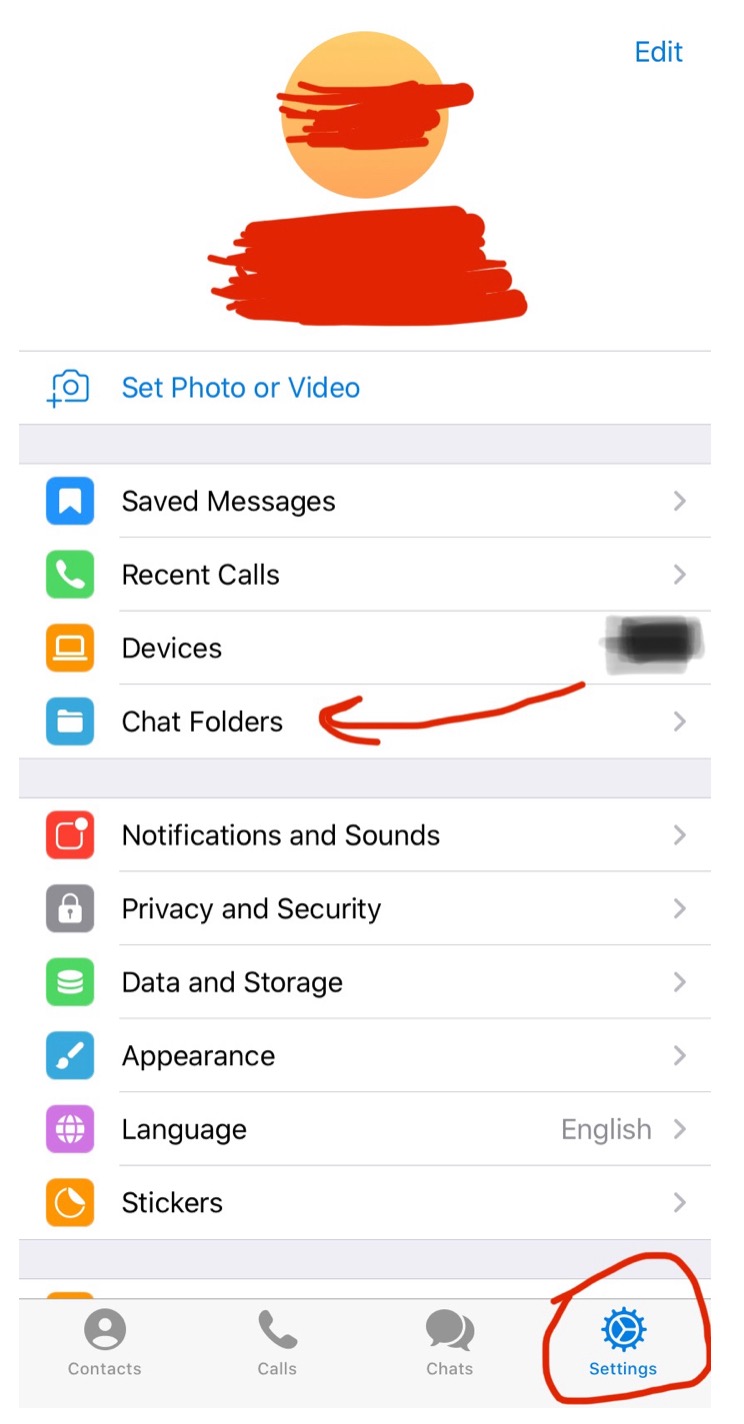 Edit
Set Photo or Video
Saved Messages
Recent Calls
Devices
Chat Folders
Notifications and Sounds
Privacy and Security
Data and Storage
Appearance
Language English
Stickers
Contacts Calls Chats Settings